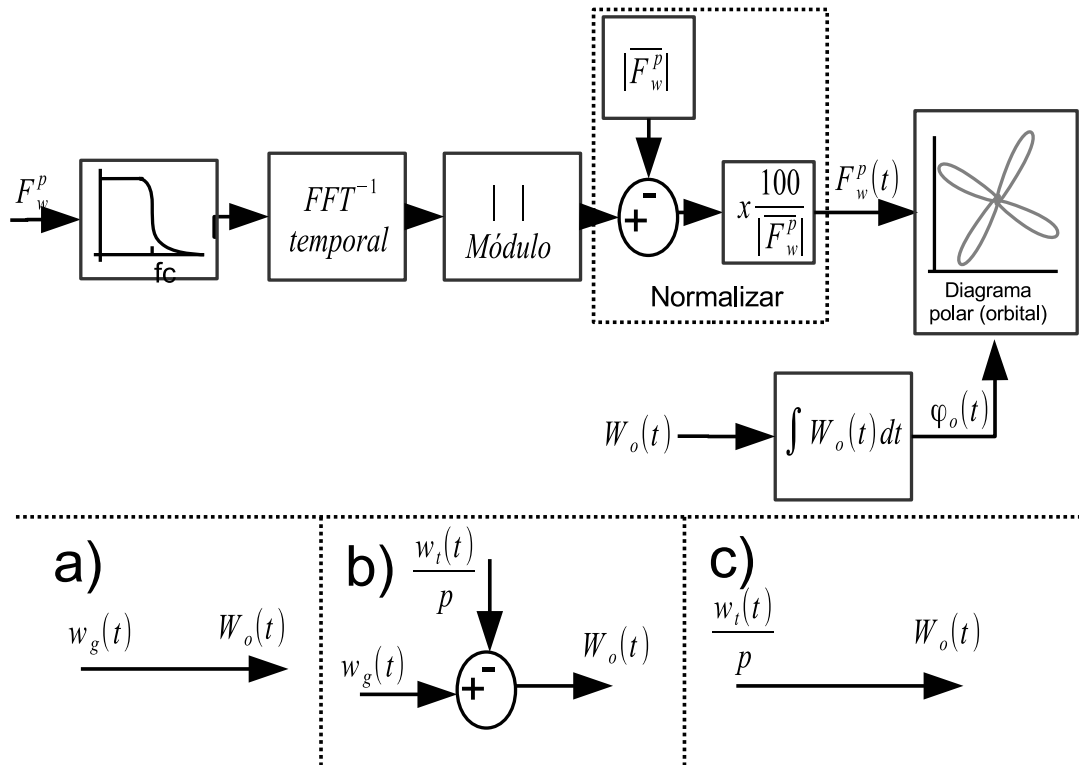 |F̅_w^p|
F_w^p
fc
FFT⁻¹
temporal
| |
Módulo
+ -
x 100/|F̅_w^p|
Normalizar
F_w^p(t)
Diagrama
polar (orbital)
W_o(t)
∫ W_o(t) dt
φ_o(t)
a)
w_g(t) W_o(t)
b)
w_t(t)/p
w_g(t)
+ -
W_o(t)
c)
w_t(t)/p
W_o(t)